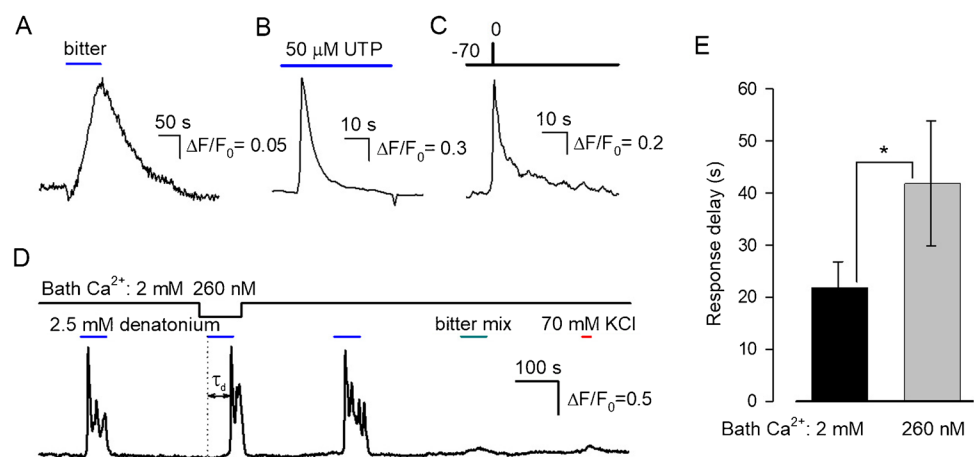 A
bitter
50 s
ΔF/F0= 0.05
B
50 μM UTP
10 s
ΔF/F0= 0.3
C
0
-70
10 s
ΔF/F0= 0.2
D
Bath Ca2+: 2 mM 260 nM
2.5 mM denatonium
bitter mix
70 mM KCl
τd
100 s
ΔF/F0=0.5
E
Response delay (s)
60
50
40
30
20
10
0
*
Bath Ca2+: 2 mM 260 nM